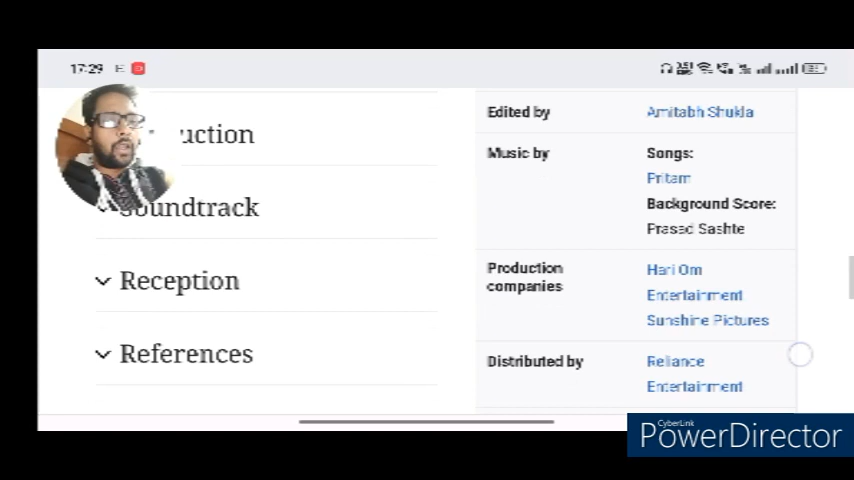 17:29
uction
Soundtrack
Reception
References
Edited by
Amitabh Shukla
Music by
Songs:
Pritam
Background Score:
Prasad Sashte
Production
companies
Hari Om
Entertainment
Sunshine Pictures
Distributed by
Reliance
Entertainment
CyberLink
PowerDirector